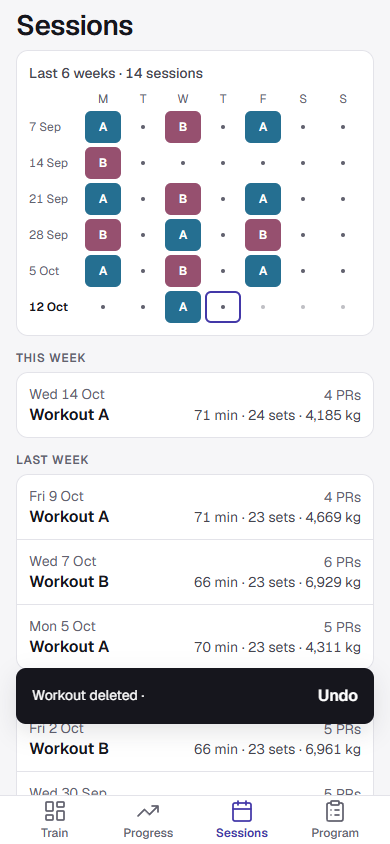 Sessions
Last 6 weeks · 14 sessions
M T W T F S S
7 Sep A B A
14 Sep B
21 Sep A B A
28 Sep B A B
5 Oct A B A
12 Oct A
THIS WEEK
Wed 14 Oct 4 PRs
Workout A 71 min · 24 sets · 4,185 kg
LAST WEEK
Fri 9 Oct 4 PRs
Workout A 71 min · 23 sets · 4,669 kg
Wed 7 Oct 6 PRs
Workout B 66 min · 23 sets · 6,929 kg
Mon 5 Oct 5 PRs
Workout A 70 min · 23 sets · 4,311 kg
Workout deleted · Undo
Fri 2 Oct 5 PRs
Workout B 66 min · 23 sets · 6,961 kg
Wed 30 Sep 5 PRs
Train Progress Sessions Program